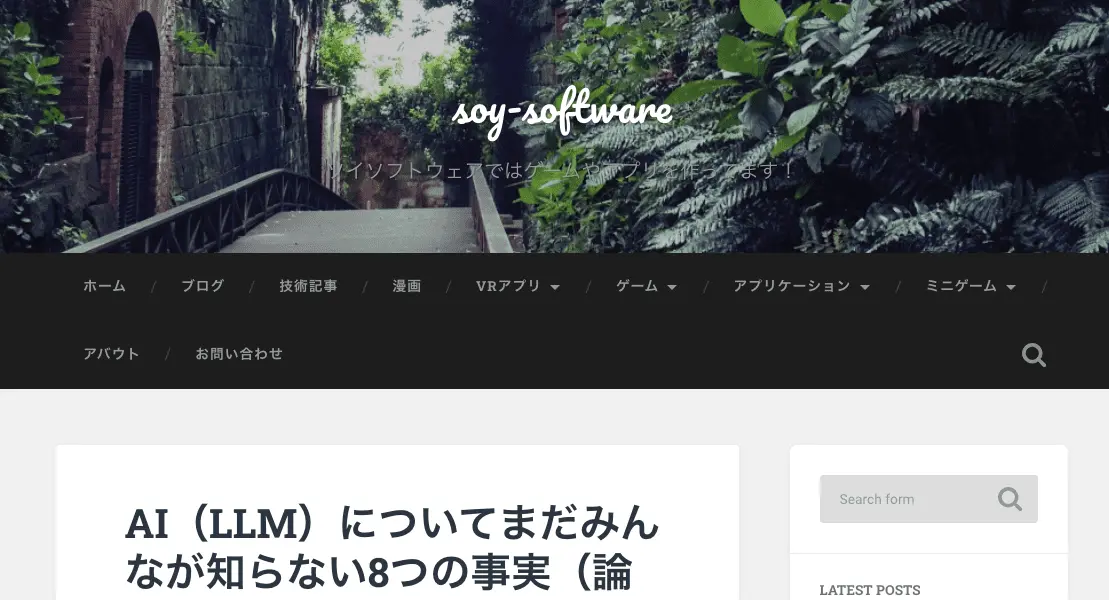 soy-software
ソイソフトウェアではゲームやアプリを作ってます！
ホーム / ブログ / 技術記事 / 漫画 / VRアプリ / ゲーム / アプリケーション / ミニゲーム /
アバウト / お問い合わせ
AI（LLM）についてまだみん
なが知らない8つの事実（論
Search form
LATEST POSTS